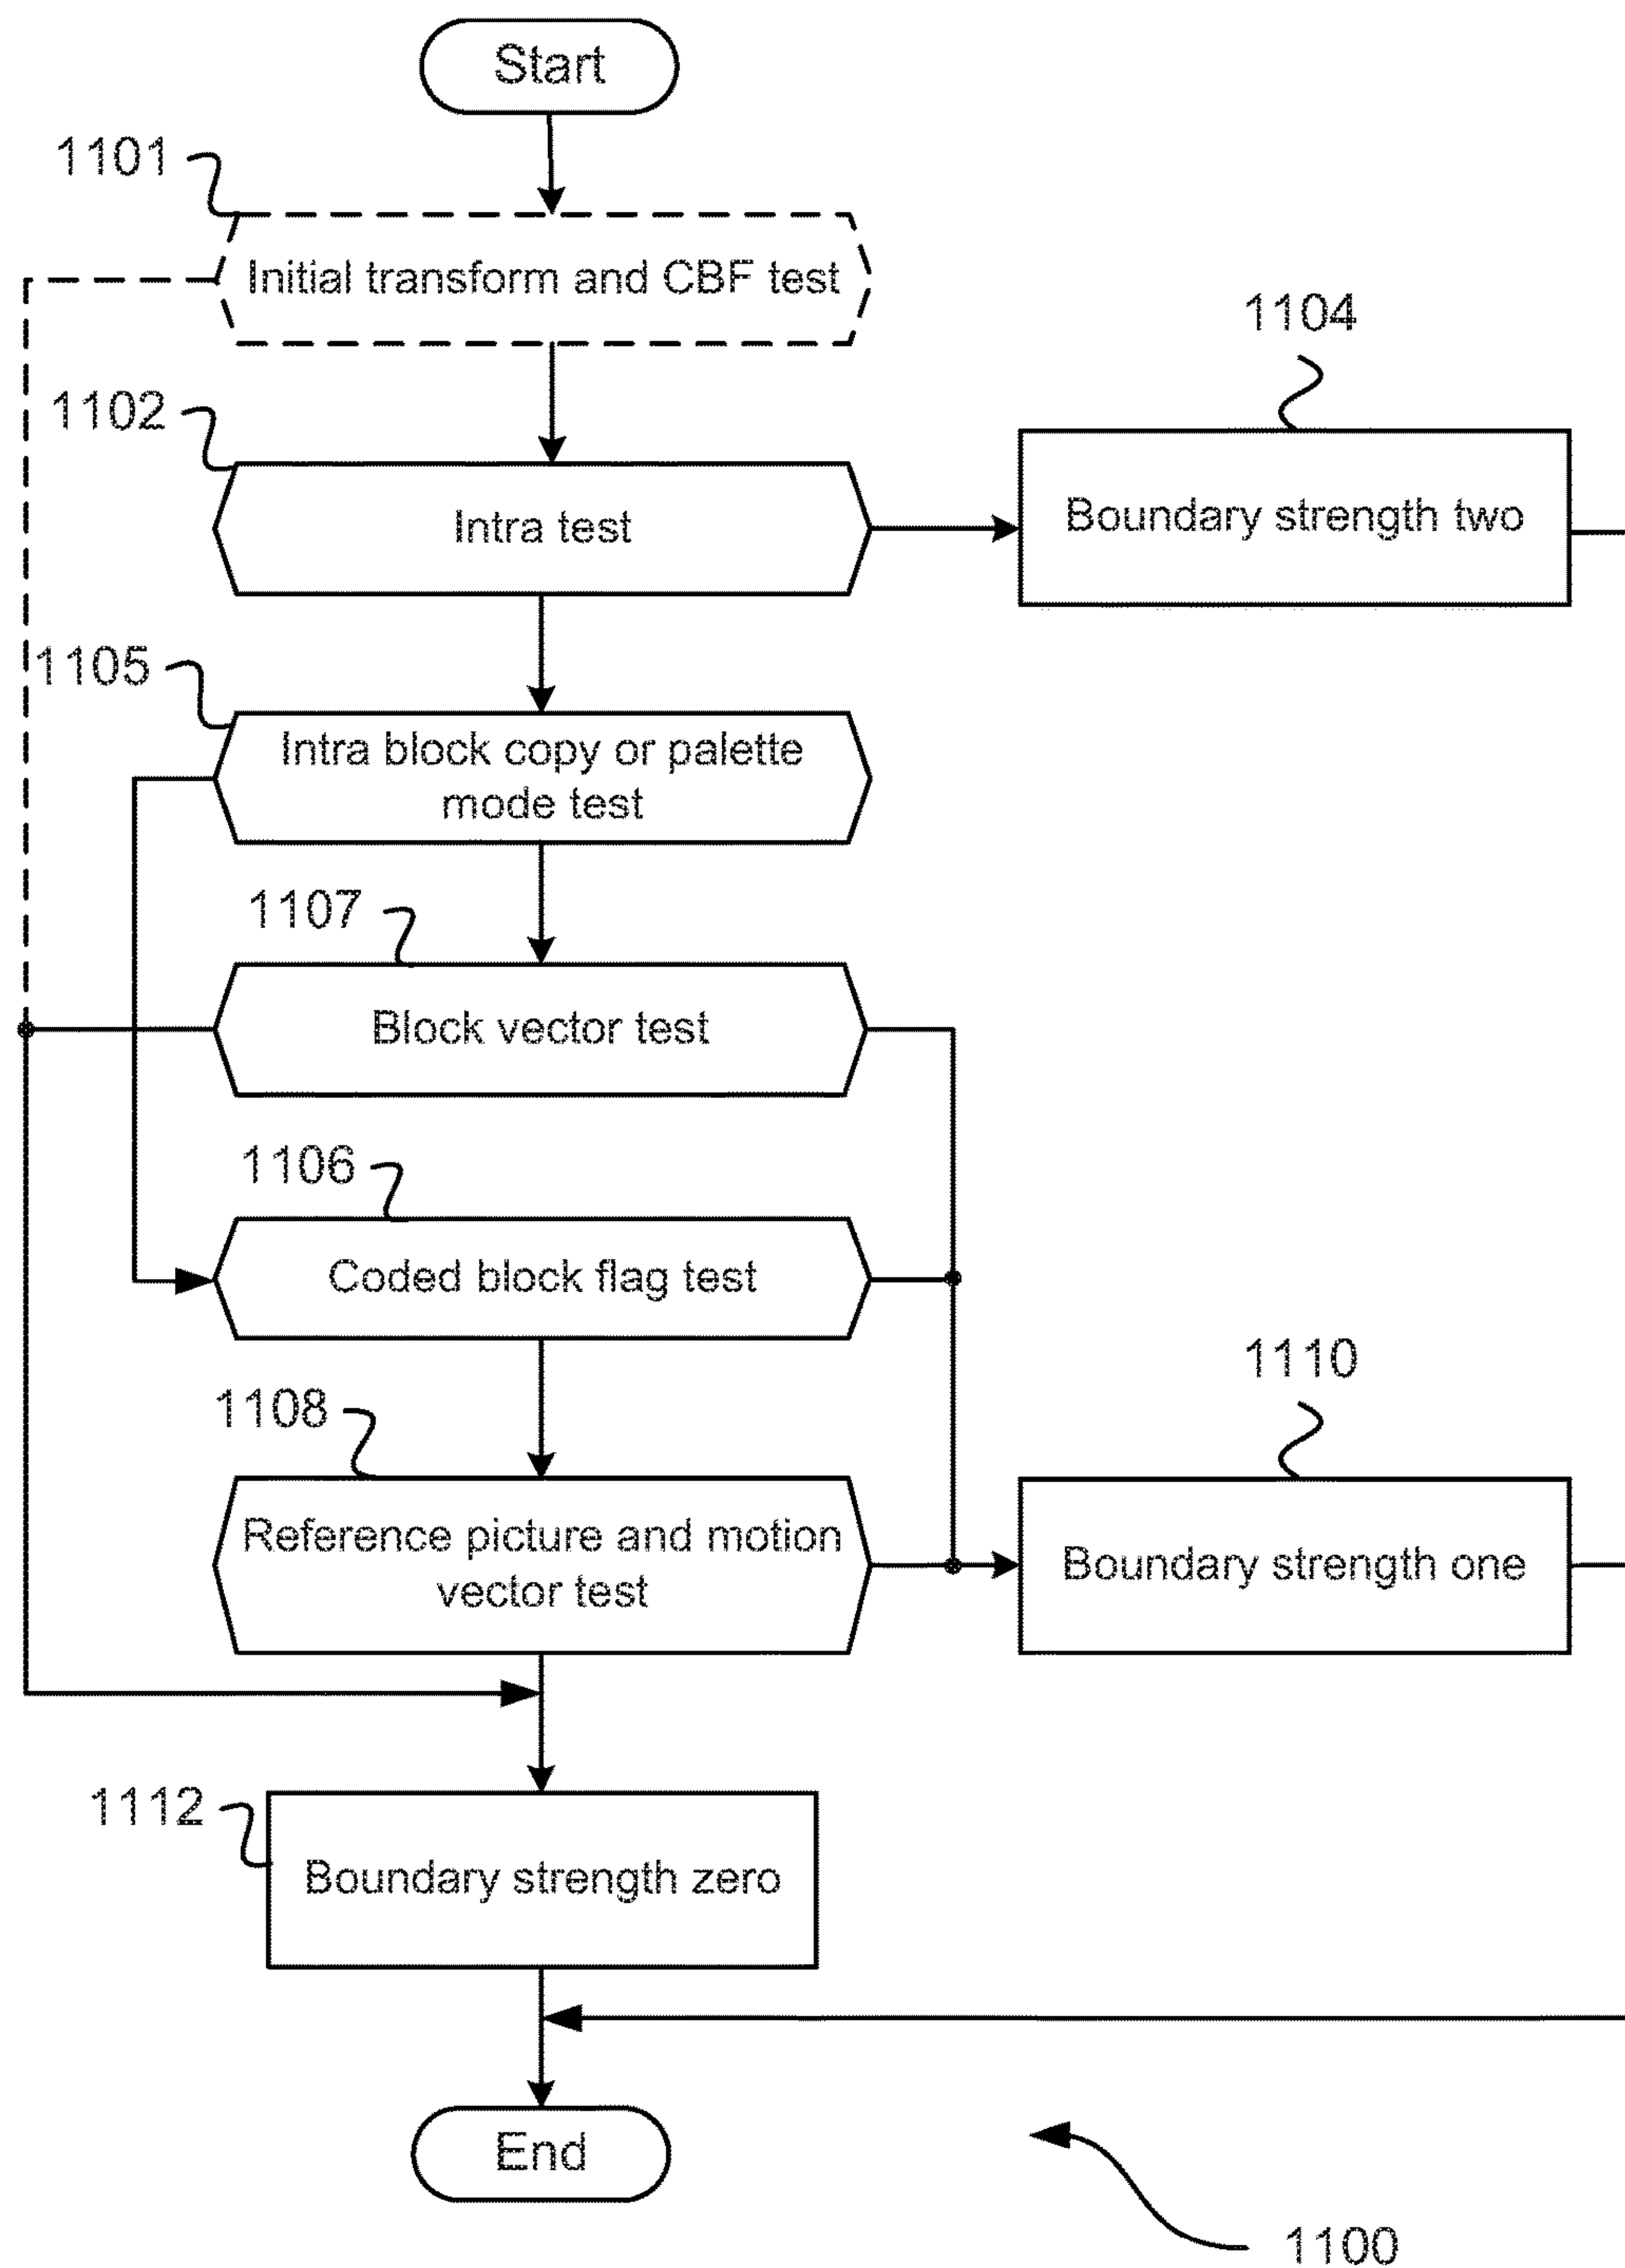 Start
1101
Initial transform and CBF test
1104
1102
Intra test
Boundary strength two
1105
Intra block copy or palette
mode test
1107
Block vector test
1106
Coded block flag test
1108
1110
Reference picture and motion
vector test
Boundary strength one
1112
Boundary strength zero
End
1100